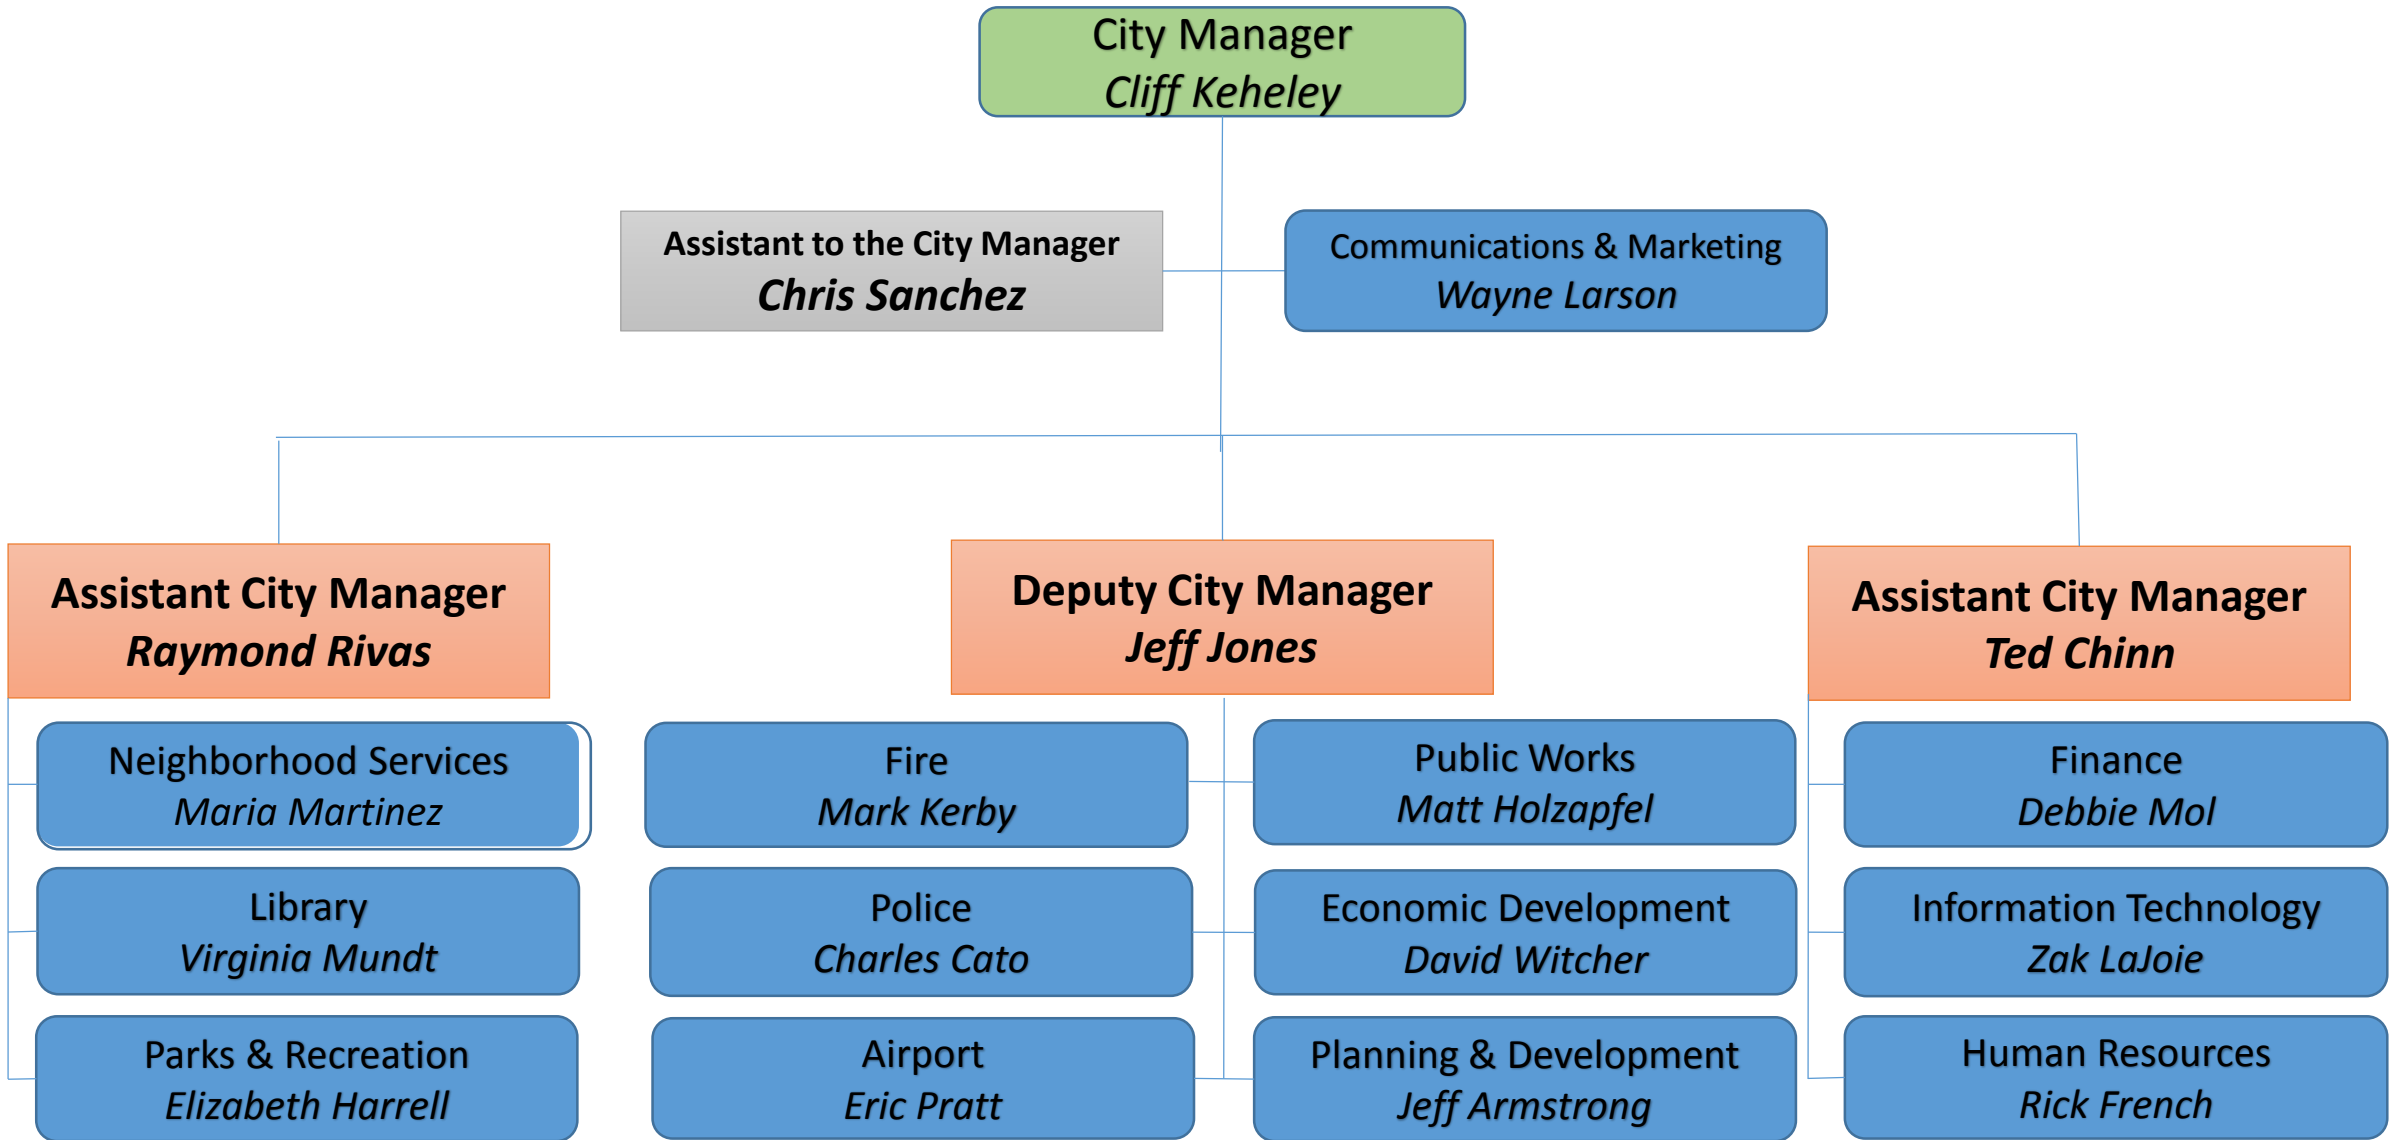 City Manager
Cliff Keheley
Assistant to the City Manager
Chris Sanchez
Communications & Marketing
Wayne Larson
Assistant City Manager
Raymond Rivas
Deputy City Manager
Jeff Jones
Assistant City Manager
Ted Chinn
Neighborhood Services
Maria Martinez
Library
Virginia Mundt
Parks & Recreation
Elizabeth Harrell
Fire
Mark Kerby
Police
Charles Cato
Airport
Eric Pratt
Public Works
Matt Holzapfel
Economic Development
David Witcher
Planning & Development
Jeff Armstrong
Finance
Debbie Mol
Information Technology
Zak LaJoie
Human Resources
Rick French